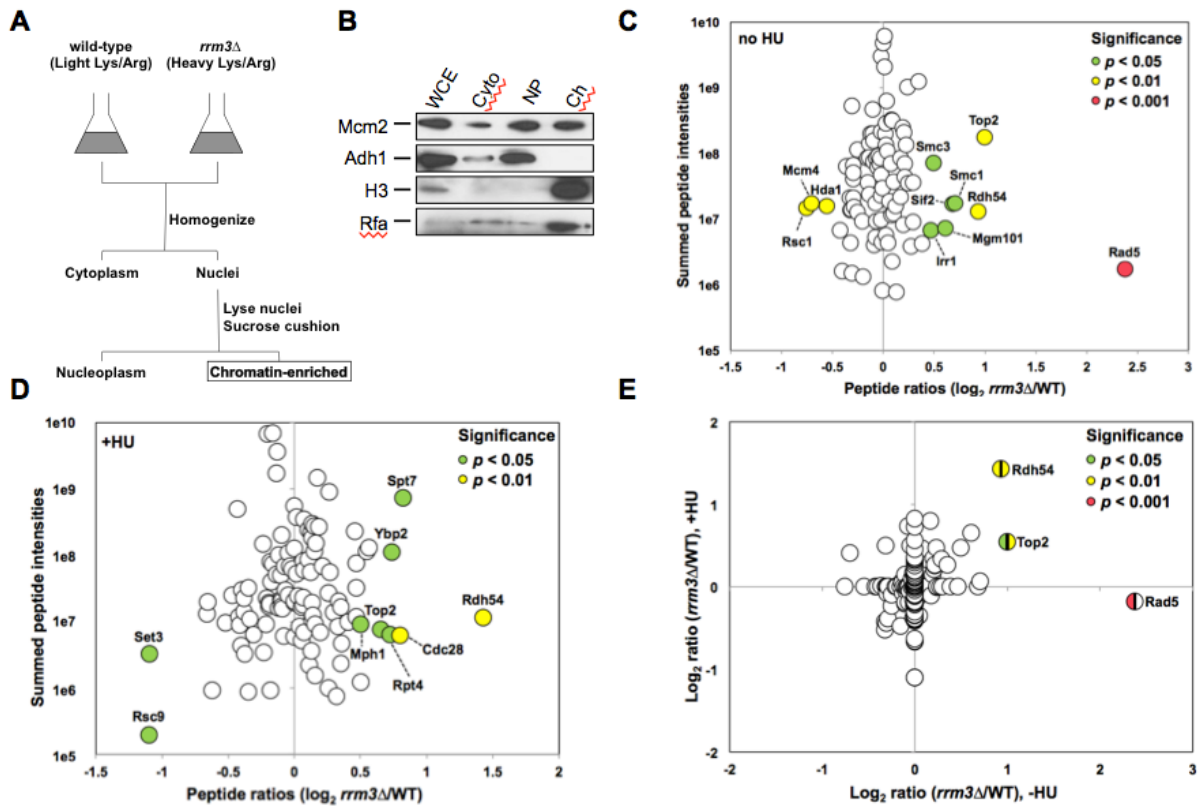 A
wild-type
(Light Lys/Arg)
rrm3Δ
(Heavy Lys/Arg)
Homogenize
Cytoplasm
Nuclei
Lyse nuclei
Sucrose cushion
Nucleoplasm
Chromatin-enriched
B
WCE
Cyto
NP
Ch
Mcm2
Adh1
H3
Rfa
C
no HU
Significance
p < 0.05
p < 0.01
p < 0.001
Summed peptide intensities
1e10
1e9
1e8
1e7
1e6
1e5
Top2
Smc3
Smc1
Mcm4
Hda1
Sif2
Rdh54
Rsc1
Mgm101
Irr1
Rad5
-1.5 -1 -0.5 0 0.5 1 1.5 2 2.5 3
Peptide ratios (log2 rrm3Δ/WT)
D
+HU
Significance
p < 0.05
p < 0.01
Summed peptide intensities
1e10
1e9
1e8
1e7
1e6
1e5
Spt7
Ybp2
Top2
Rdh54
Set3
Mph1
Cdc28
Rpt4
Rsc9
-1.5 -1 -0.5 0 0.5 1 1.5 2
Peptide ratios (log2 rrm3Δ/WT)
E
Significance
p < 0.05
p < 0.01
p < 0.001
Log2 ratio (rrm3Δ/WT), +HU
2
1
0
-1
-2
Rdh54
Top2
Rad5
-2 -1 0 1 2 3
Log2 ratio (rrm3Δ/WT), -HU